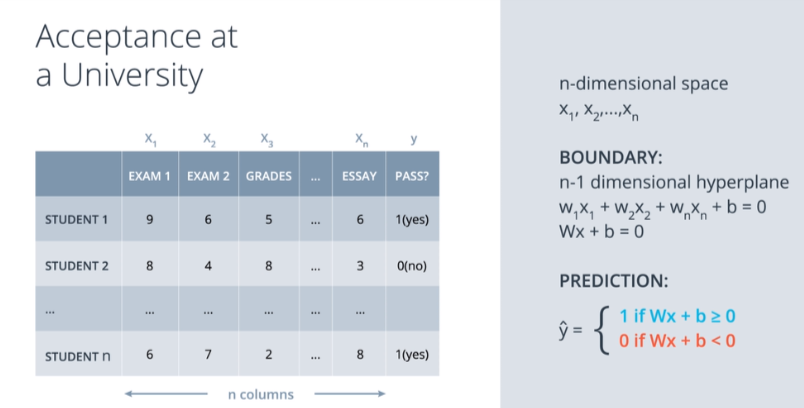 Acceptance at
a University
X₁ X₂ X₃ Xₙ y
EXAM 1 EXAM 2 GRADES ... ESSAY PASS?
STUDENT 1 9 6 5 ... 6 1(yes)
STUDENT 2 8 4 8 ... 3 0(no)
... ... ... ... ... ...
STUDENT n 6 7 2 ... 8 1(yes)
n columns
n-dimensional space
X₁, X₂,...,Xₙ
BOUNDARY:
n-1 dimensional hyperplane
w₁X₁ + w₂X₂ + wₙXₙ + b = 0
Wx + b = 0
PREDICTION:
ŷ = { 1 if Wx + b ≥ 0
0 if Wx + b < 0